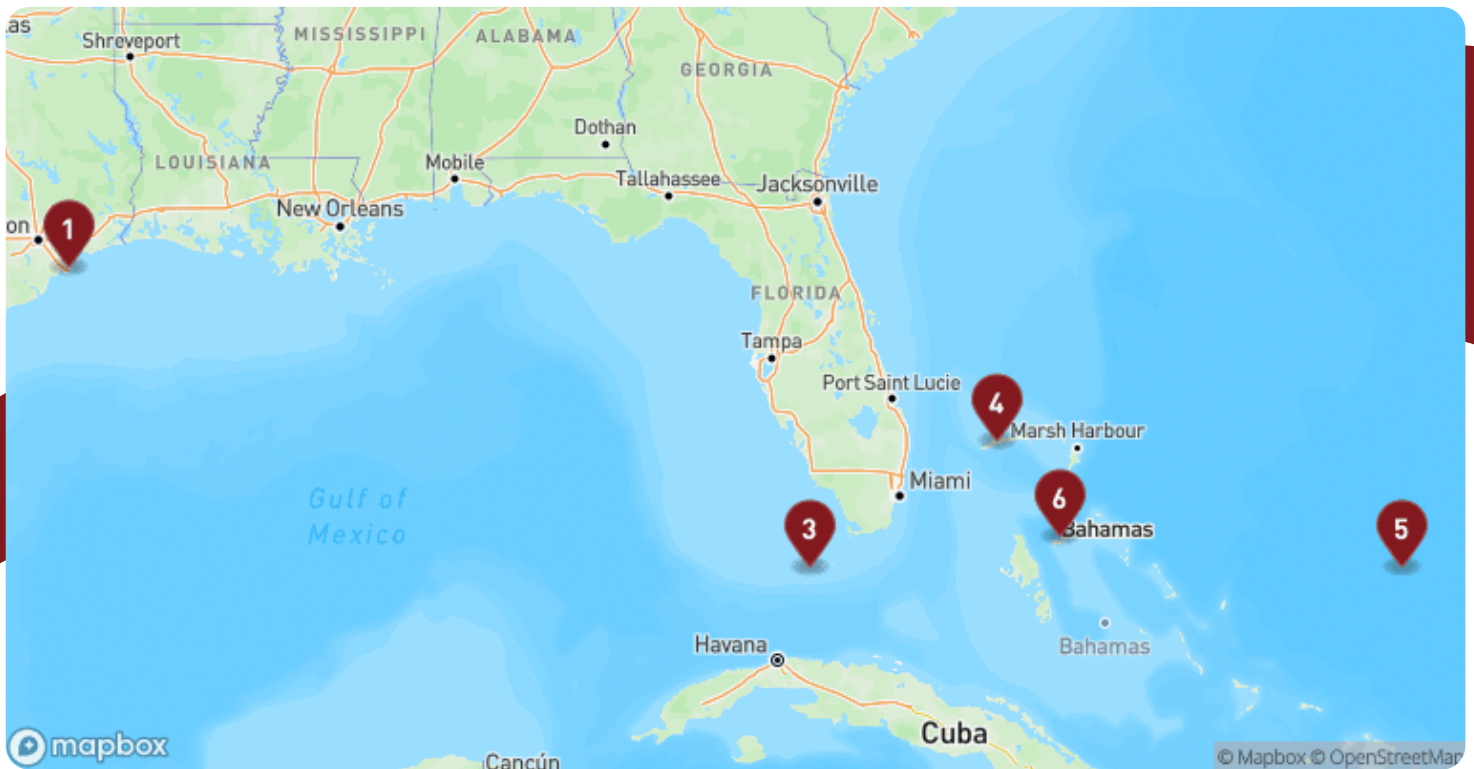 as
Shreveport
MISSISSIPPI
ALABAMA
GEORGIA
Dothan
LOUISIANA
Mobile
Tallahassee
Jacksonville
New Orleans
on
1
FLORIDA
Tampa
Port Saint Lucie
4
Marsh Harbour
Miami
Gulf of
Mexico
3
6
Bahamas
5
Havana
Bahamas
Cuba
Cancún
mapbox
© Mapbox © OpenStreetMap